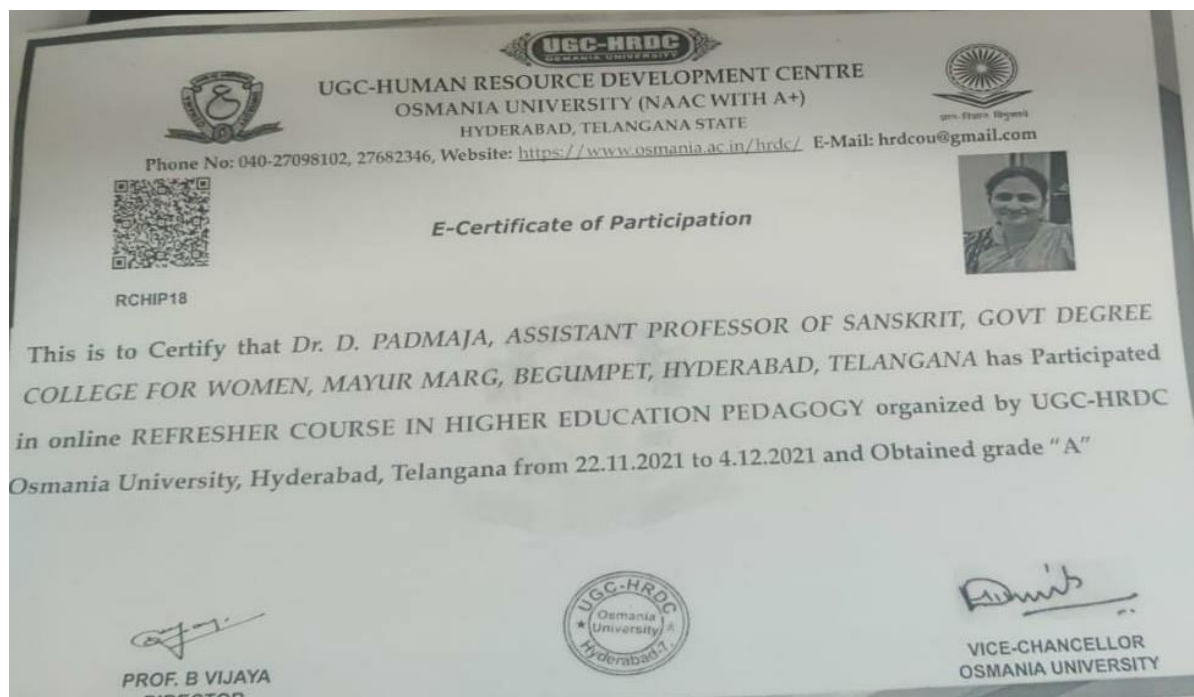 UGC-HRDC
OSMANIA UNIVERSITY
UGC-HUMAN RESOURCE DEVELOPMENT CENTRE
OSMANIA UNIVERSITY (NAAC WITH A+)
HYDERABAD, TELANGANA STATE
ज्ञान-विज्ञान विमुक्तये
Phone No: 040-27098102, 27682346, Website: https://www.osmania.ac.in/hrdc/ E-Mail: hrdcou@gmail.com
E-Certificate of Participation
RCHIP18
This is to Certify that Dr. D. PADMAJA, ASSISTANT PROFESSOR OF SANSKRIT, GOVT DEGREE
COLLEGE FOR WOMEN, MAYUR MARG, BEGUMPET, HYDERABAD, TELANGANA has Participated
in online REFRESHER COURSE IN HIGHER EDUCATION PEDAGOGY organized by UGC-HRDC
Osmania University, Hyderabad, Telangana from 22.11.2021 to 4.12.2021 and Obtained grade "A"
UGC-HRDC
Osmania
University
Hyderabad-7.
PROF. B VIJAYA
DIRECTOR
VICE-CHANCELLOR
OSMANIA UNIVERSITY